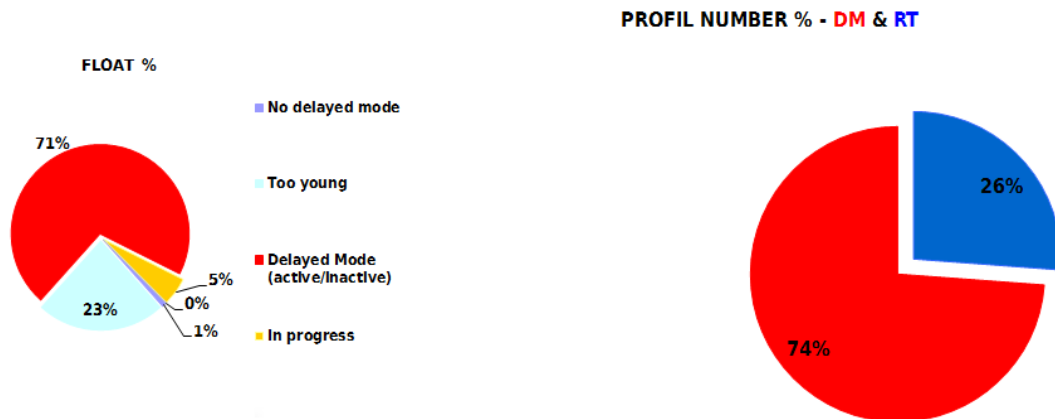 PROFIL NUMBER % - DM & RT
FLOAT %
No delayed mode
71%
Too young
26%
Delayed Mode
(active/inactive)
5%
0%
23%
1%
In progress
74%